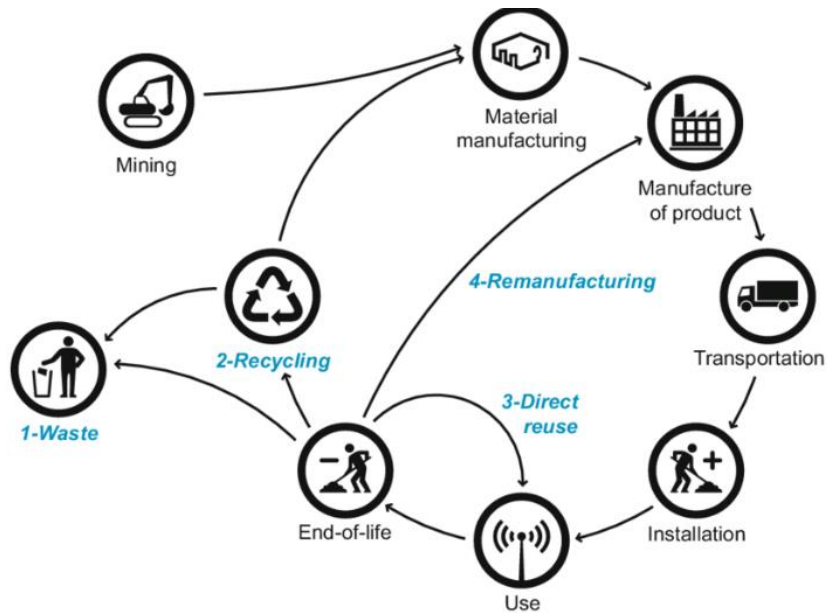 Mining
Material
manufacturing
Manufacture
of product
4-Remanufacturing
Transportation
2-Recycling
1-Waste
3-Direct
reuse
End-of-life
Installation
Use